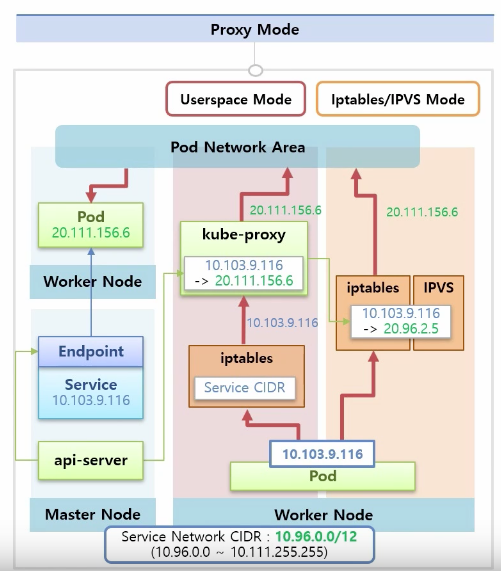 Proxy Mode
Userspace Mode
Iptables/IPVS Mode
Pod Network Area
Pod
20.111.156.6
Worker Node
20.111.156.6
kube-proxy
10.103.9.116
-> 20.111.156.6
10.103.9.116
20.111.156.6
iptables
IPVS
10.103.9.116
-> 20.96.2.5
Endpoint
Service
10.103.9.116
iptables
Service CIDR
api-server
10.103.9.116
Pod
Master Node
Worker Node
Service Network CIDR : 10.96.0.0/12
(10.96.0.0 ~ 10.111.255.255)